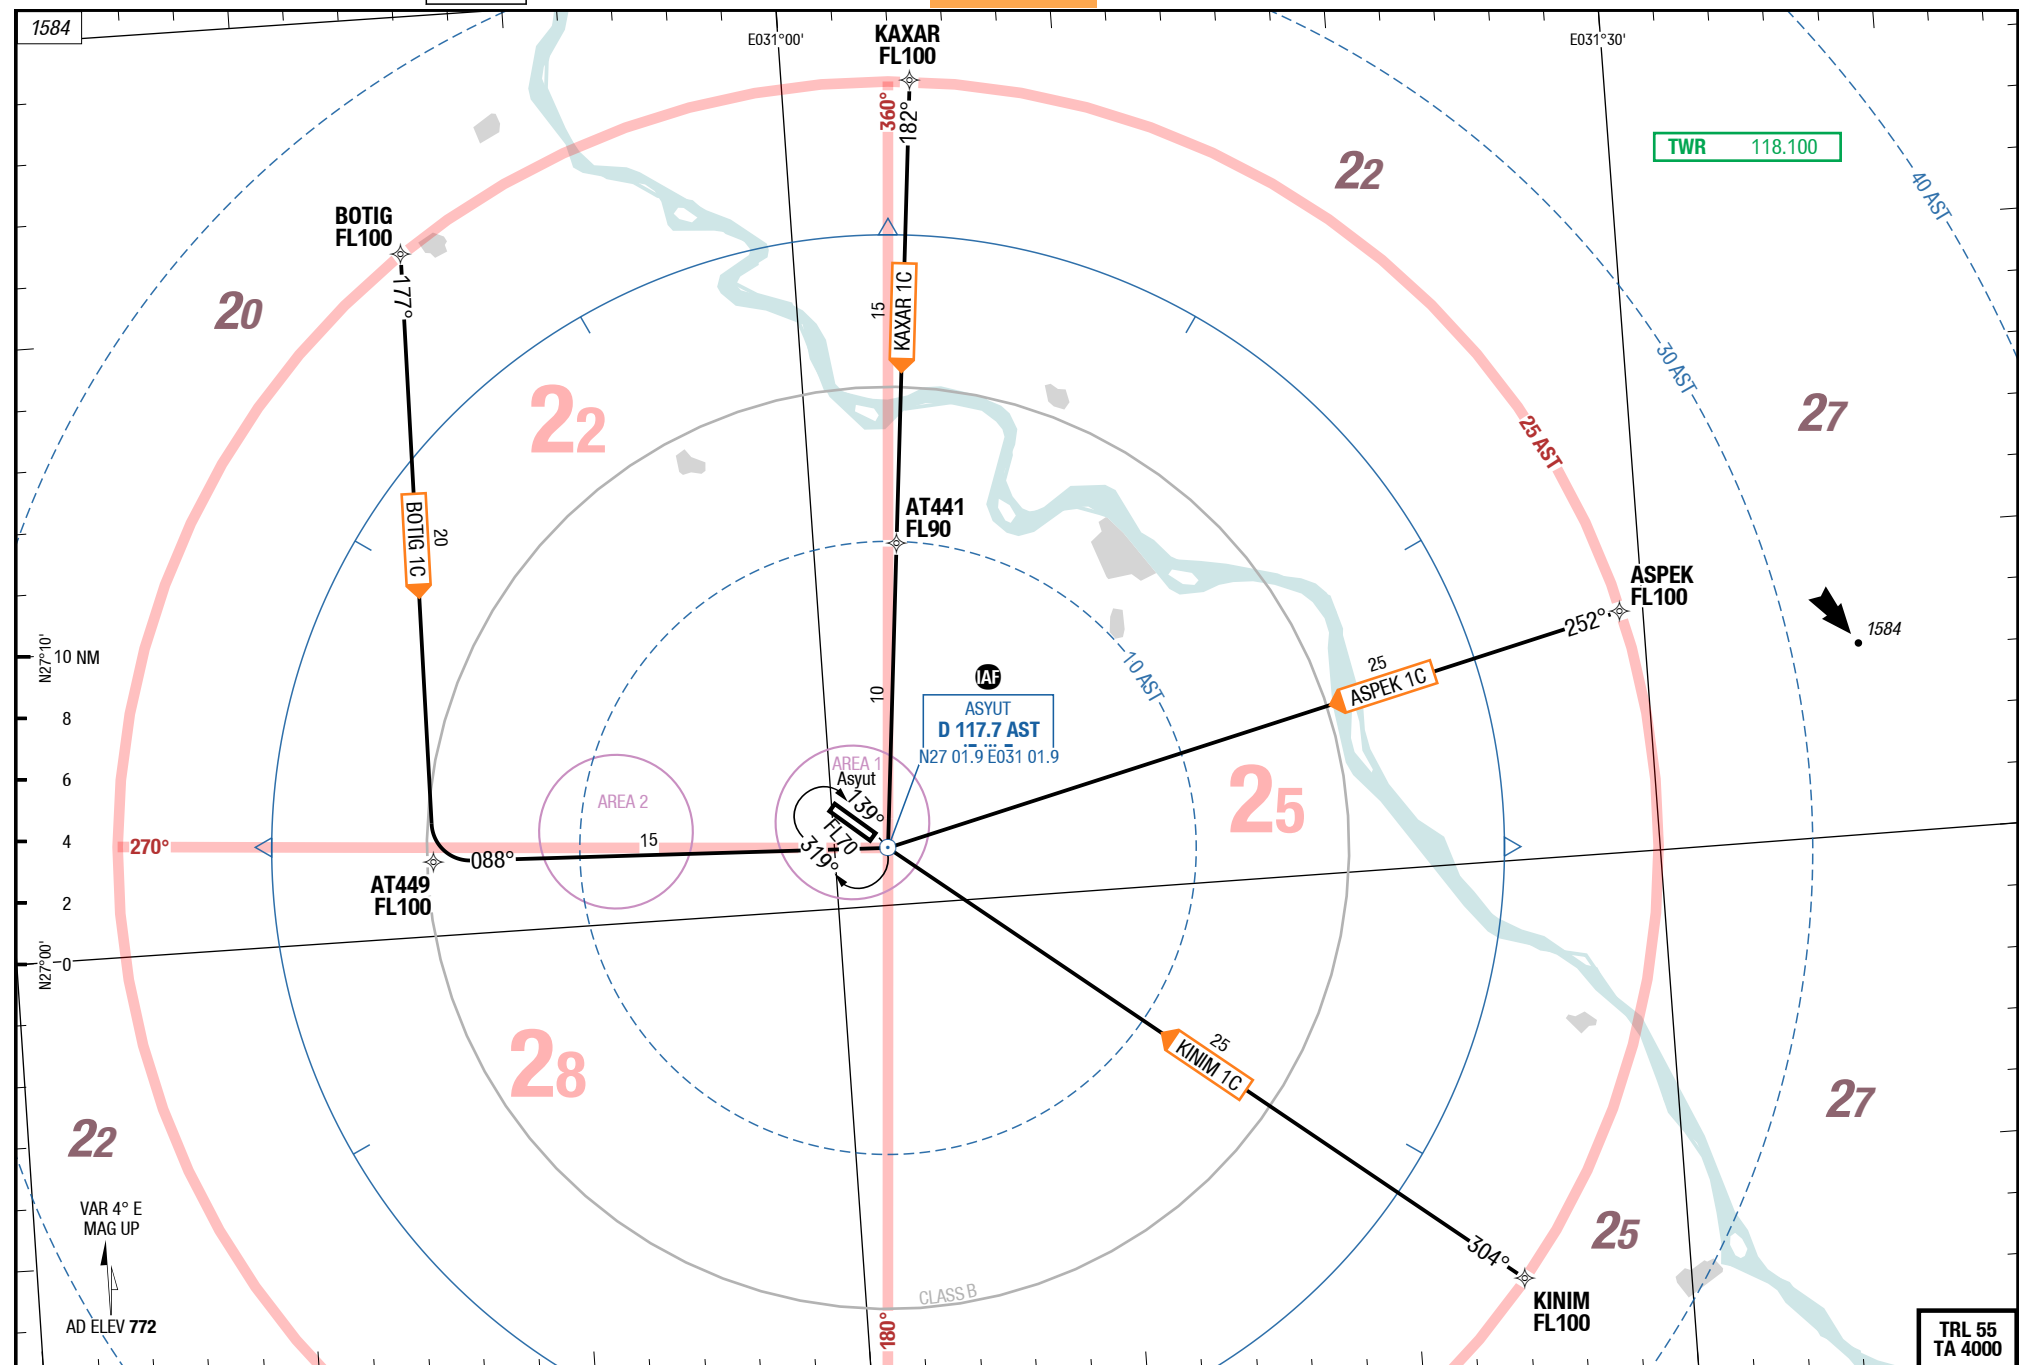 1584
E031°00'
KAXAR
FL100
E031°30'
360°
182°
TWR 118.100
22
40 AST
BOTIG
FL100
177°
20
15
KAXAR 1C
30 AST
22
27
25 AST
BOTIG 1C
20
AT441
FL90
ASPEK
FL100
252°
1584
N27°10'
10 NM
8
6
4
2
0
N27°00'
10
10 AST
IAF
ASYUT
D 117.7 AST
N27 01.9 E031 01.9
25
ASPEK 1C
AREA 1
Asyut
AREA 2
139°
FL70
319°
25
270°
15
088°
AT449
FL100
28
25
KINIM 1C
27
22
25
304°
VAR 4° E
MAG UP
AD ELEV 772
CLASS B
180°
KINIM
FL100
TRL 55
TA 4000